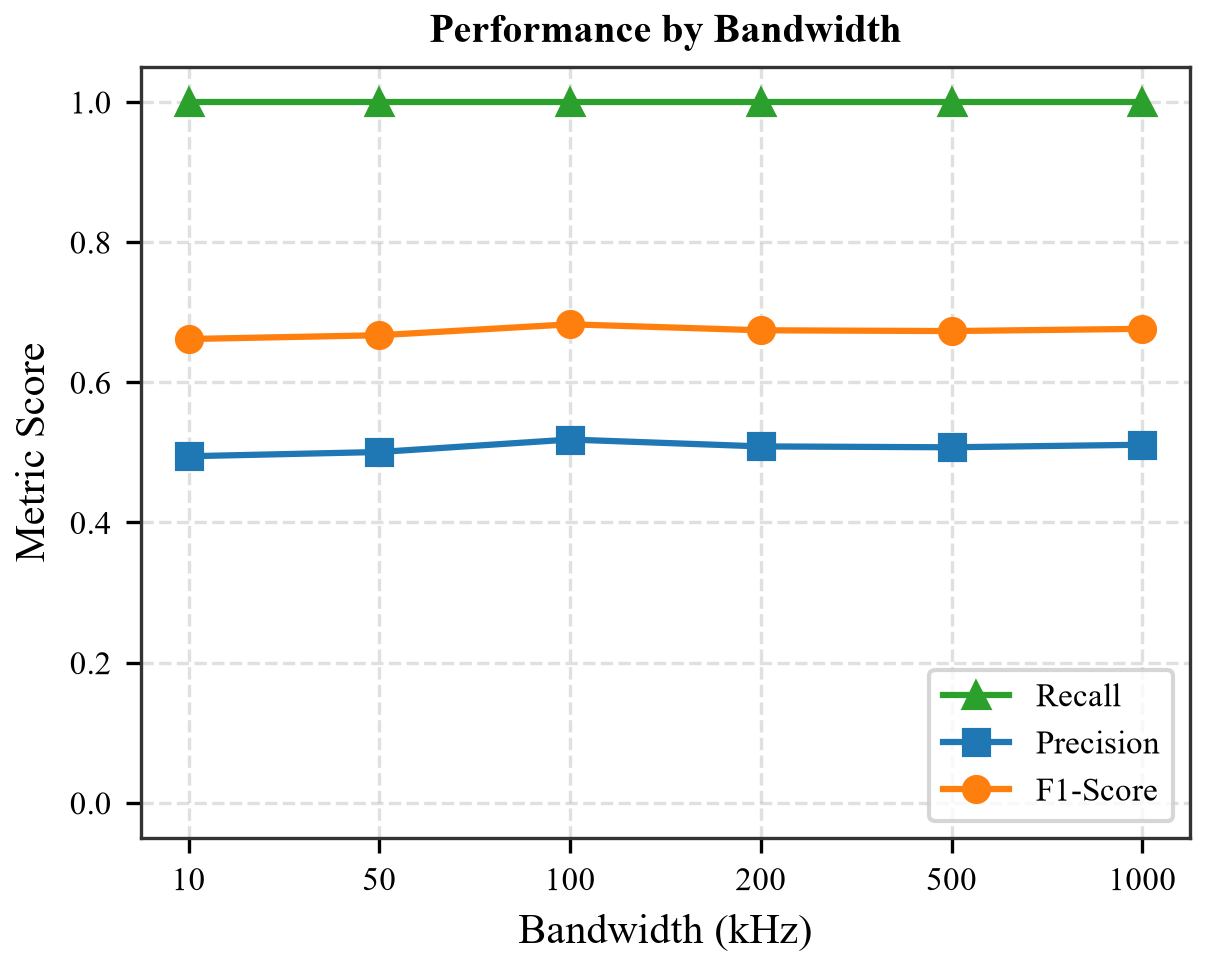 Performance by Bandwidth
Metric Score
1.0
0.8
0.6
0.4
0.2
0.0
Recall
Precision
F1-Score
10 50 100 200 500 1000
Bandwidth (kHz)